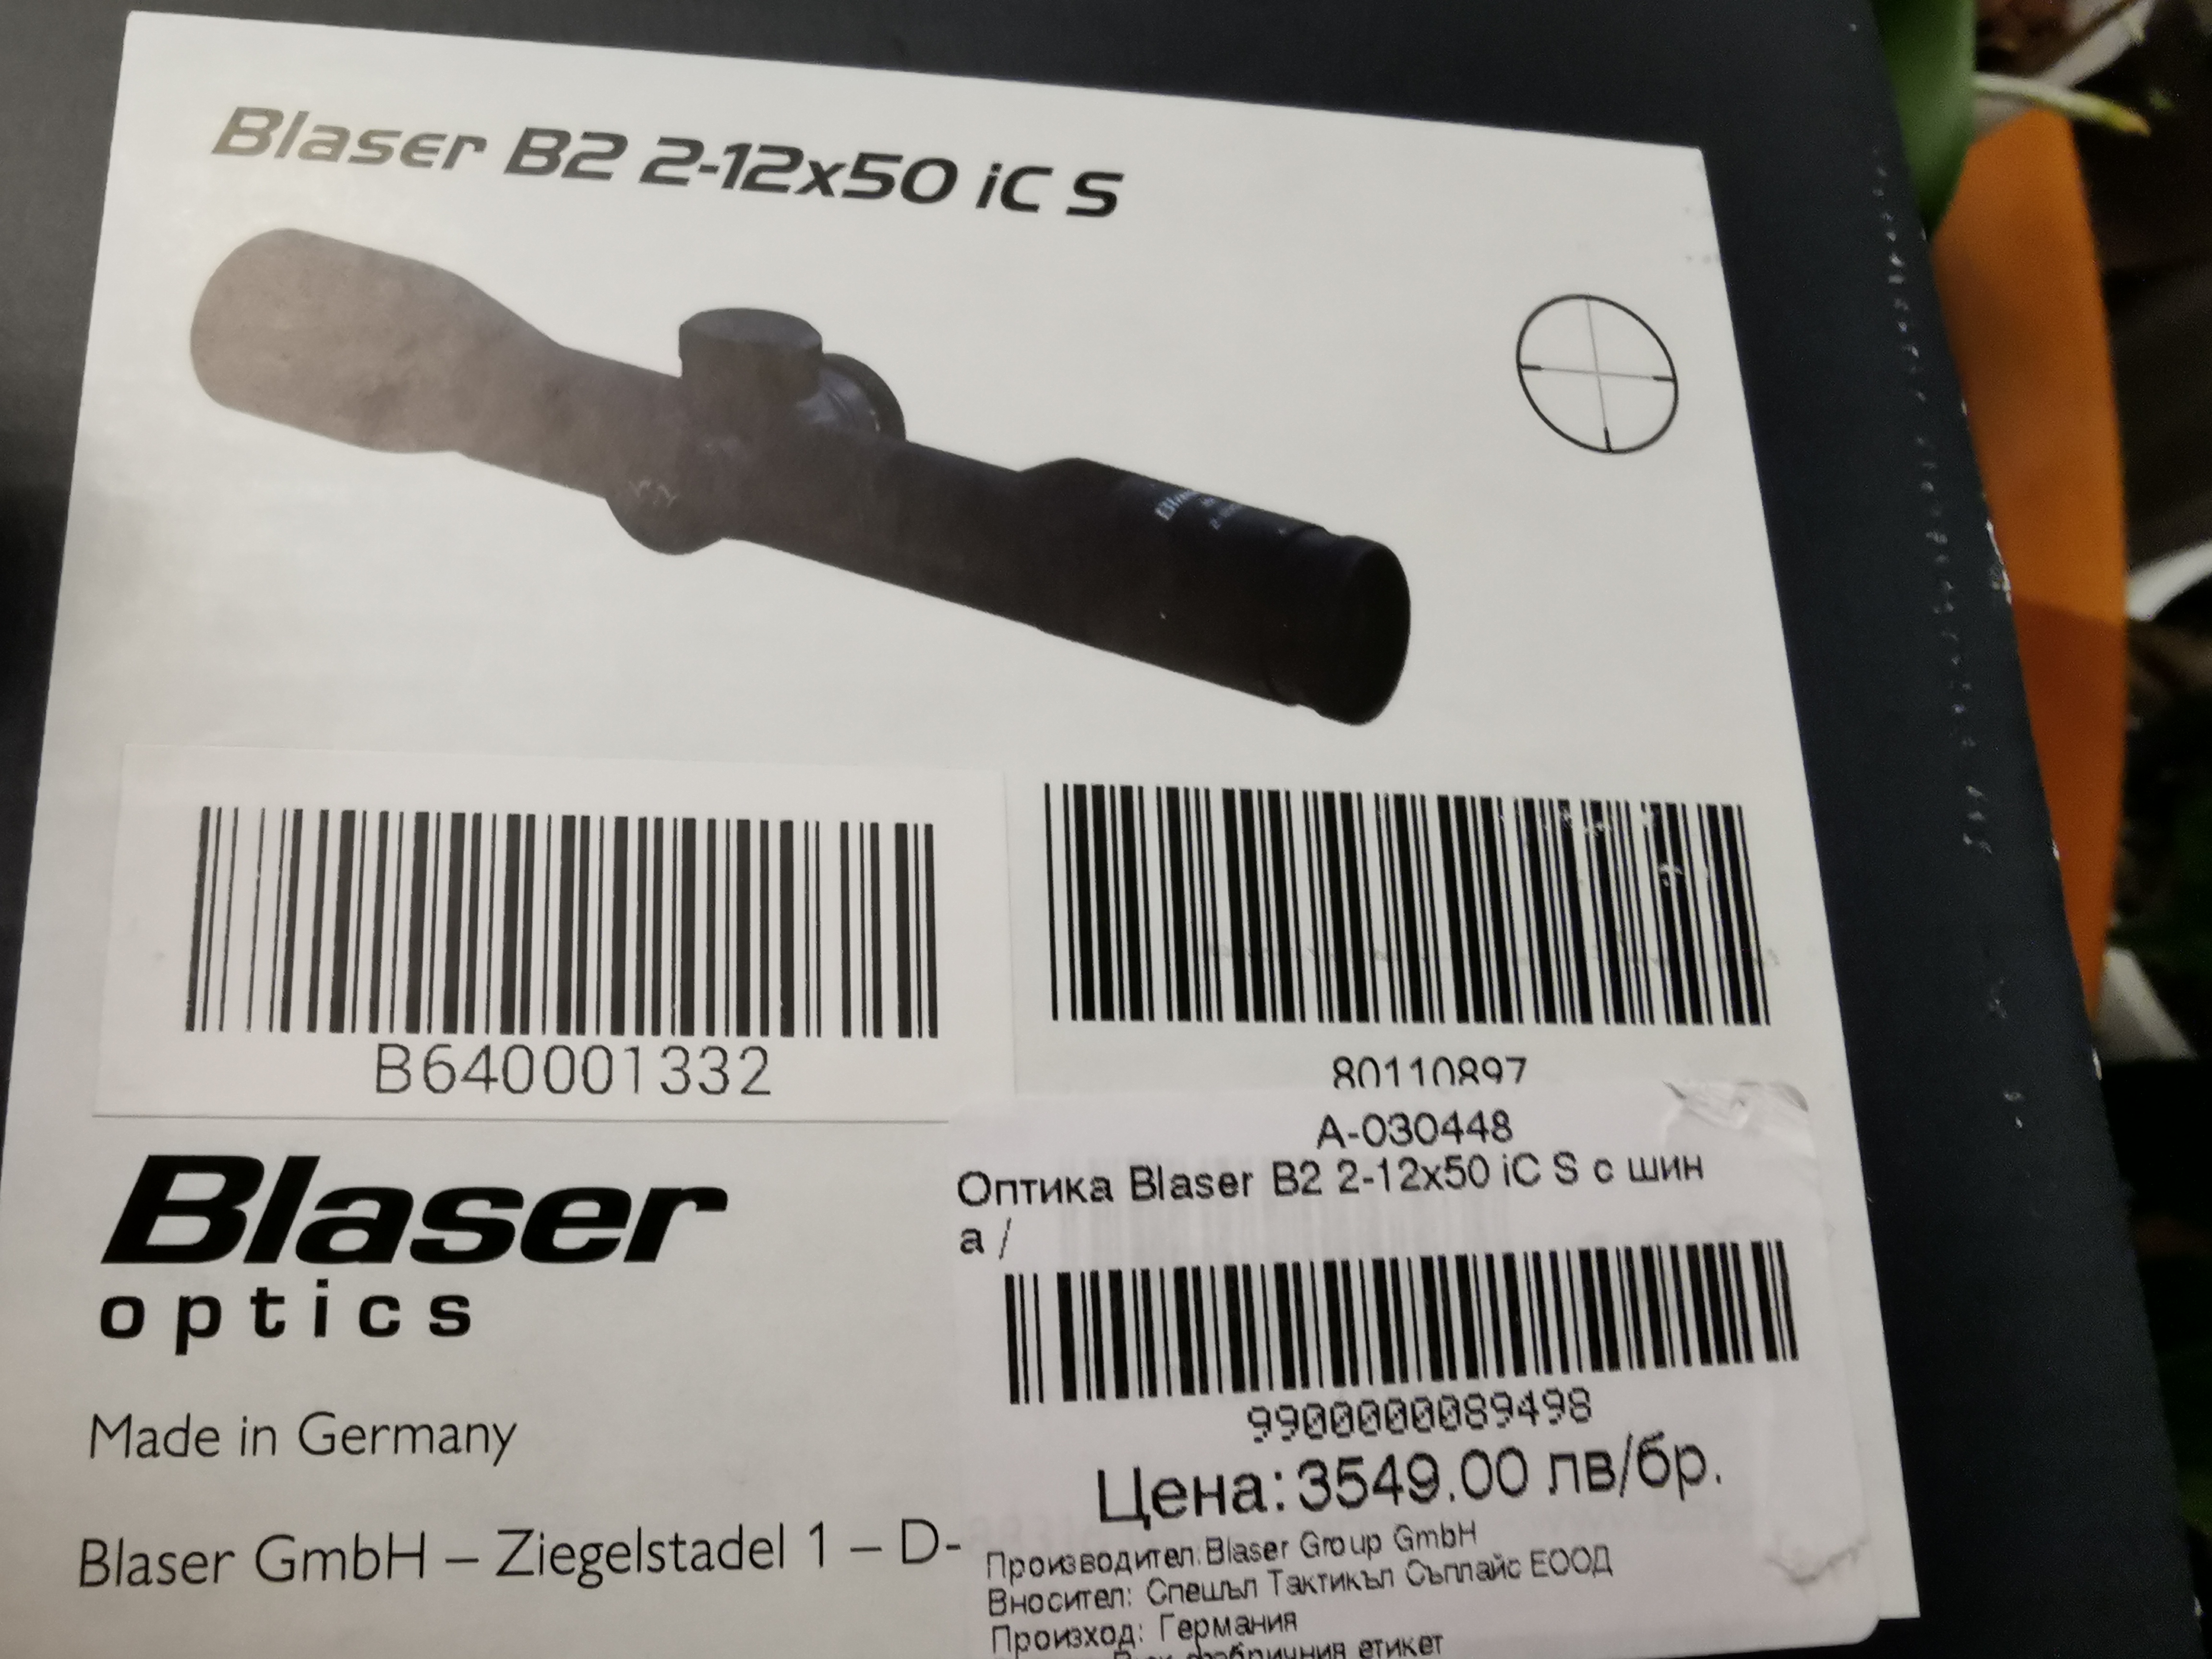 Blaser B2 2-12x50 iC S
B640001332
80110897
A-030448
Оптика Blaser B2 2-12x50 iC S с шин
а /
9900000089498
Цена: 3549.00 лв/бр.
Blaser
optics
Made in Germany
Blaser GmbH – Ziegelstadel 1 – D-
Производител: Blaser Group GmbH
Вносител: Спешъл Тактикъл Съплайс ЕООД
Произход: Германия
фабричния етикет